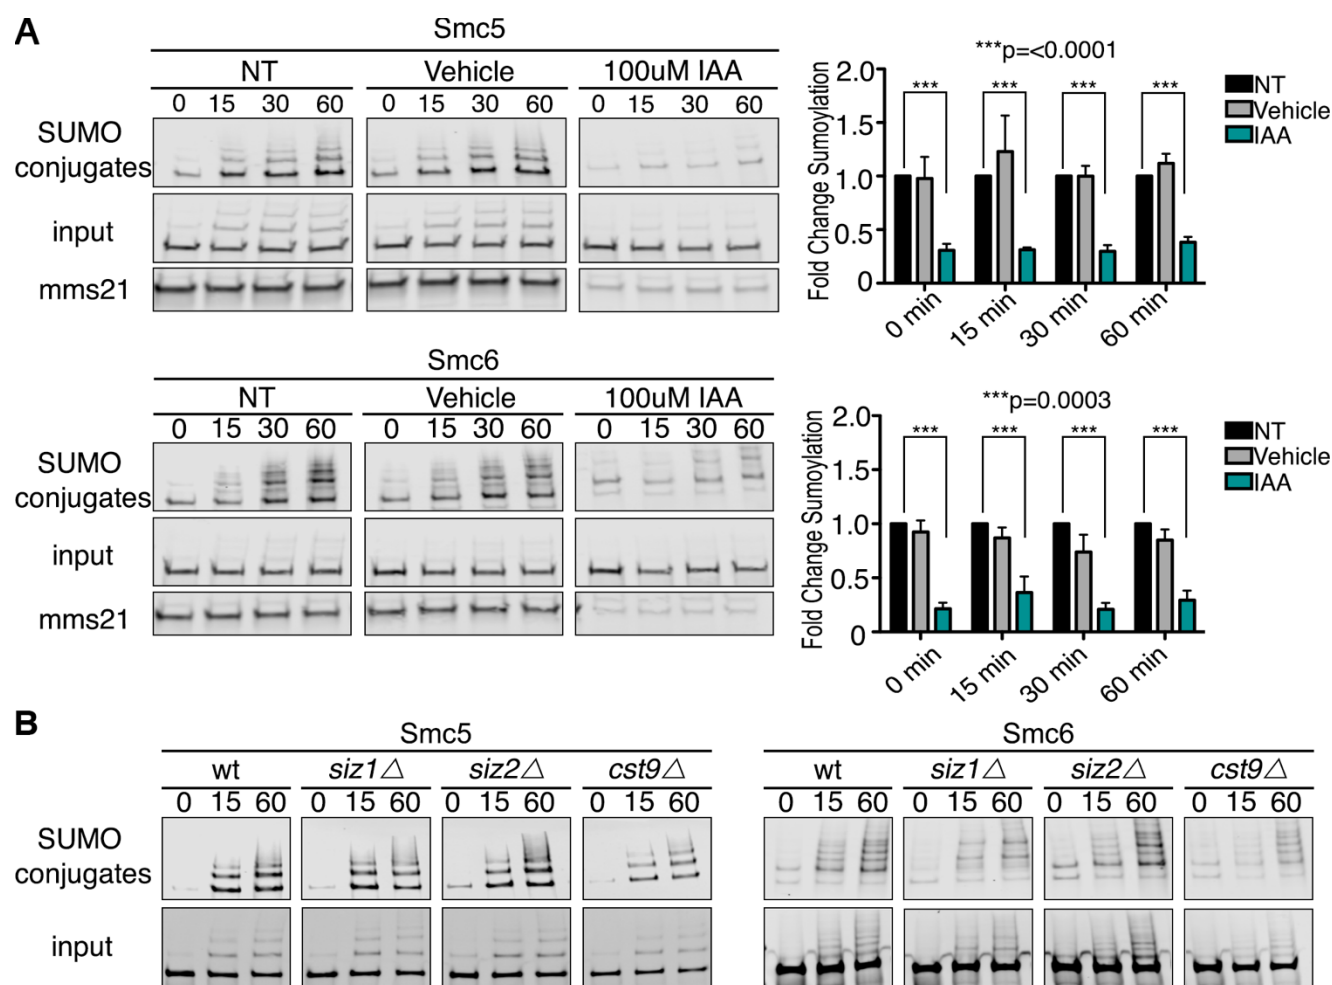 A
Smc5
NT Vehicle 100uM IAA
0 15 30 60 0 15 30 60 0 15 30 60
SUMO
conjugates
input
mms21
***p=<0.0001
Fold Change Sumoylation
2.0
1.5
1.0
0.5
0
*** *** *** ***
0 min 15 min 30 min 60 min
NT
Vehicle
IAA
Smc6
NT Vehicle 100uM IAA
0 15 30 60 0 15 30 60 0 15 30 60
SUMO
conjugates
input
mms21
***p=0.0003
Fold Change Sumoylation
2.0
1.5
1.0
0.5
0
*** *** *** ***
0 min 15 min 30 min 60 min
NT
Vehicle
IAA
B
Smc5
wt siz1△ siz2△ cst9△
0 15 60 0 15 60 0 15 60 0 15 60
SUMO
conjugates
input
Smc6
wt siz1△ siz2△ cst9△
0 15 60 0 15 60 0 15 60 0 15 60